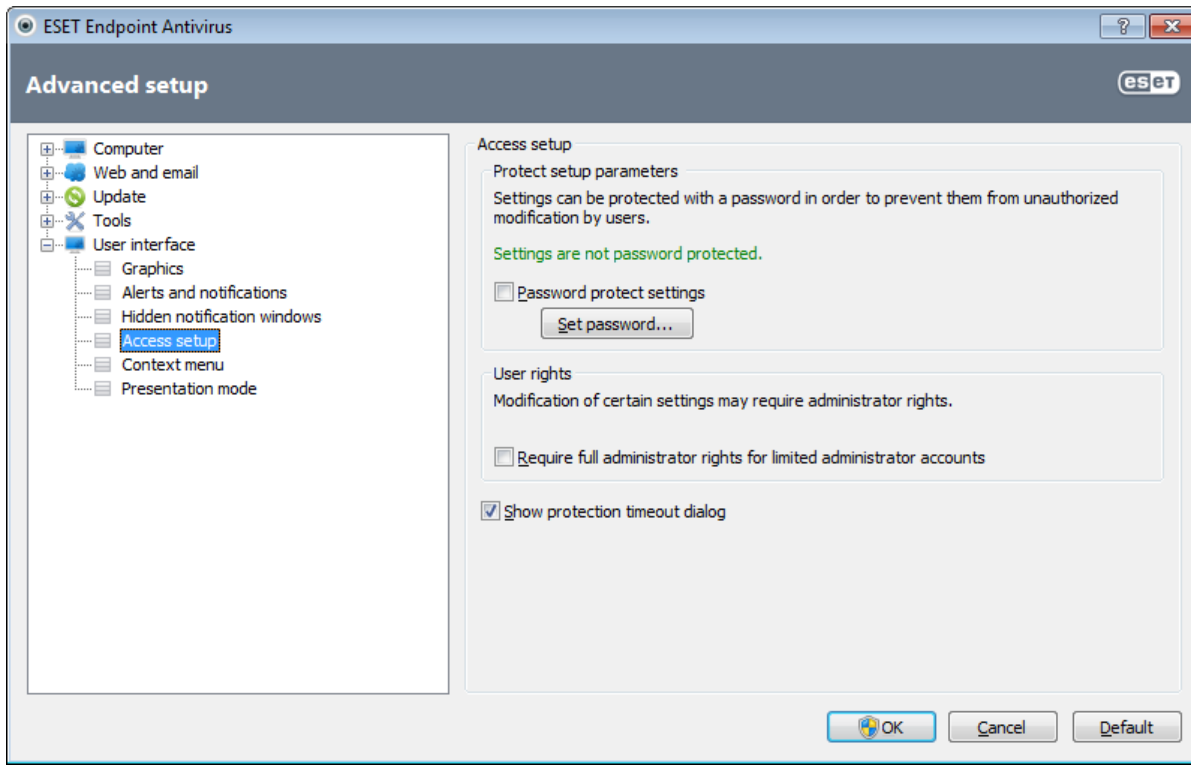 ESET Endpoint Antivirus
?
Advanced setup
eseT
Computer
Web and email
Update
Tools
User interface
Graphics
Alerts and notifications
Hidden notification windows
Access setup
Context menu
Presentation mode
Access setup
Protect setup parameters
Settings can be protected with a password in order to prevent them from unauthorized
modification by users.
Settings are not password protected.
Password protect settings
Set password...
User rights
Modification of certain settings may require administrator rights.
Require full administrator rights for limited administrator accounts
Show protection timeout dialog
OK
Cancel
Default